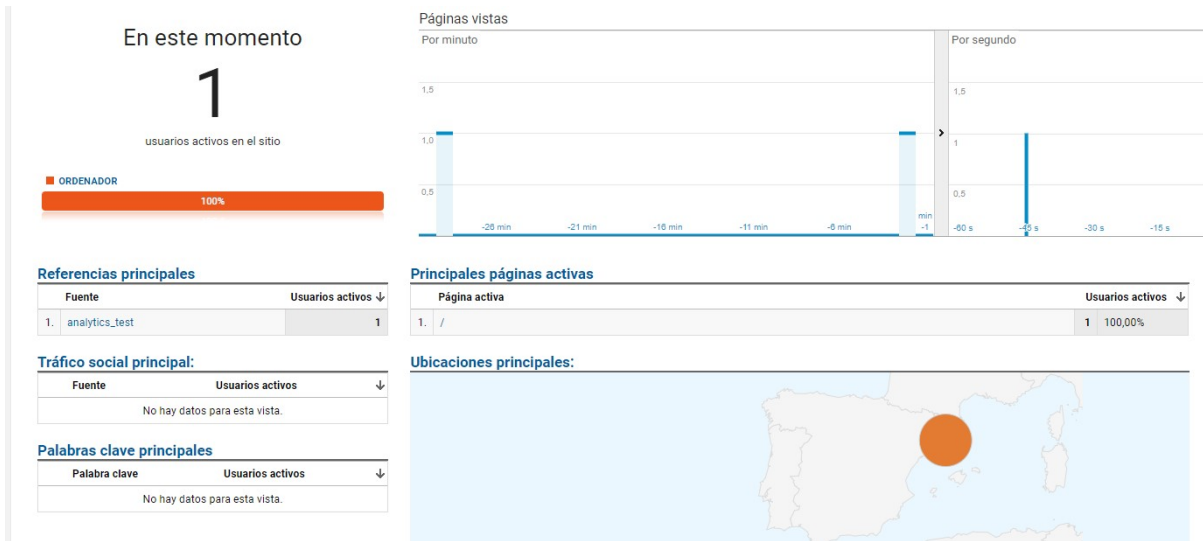 En este momento
1
usuarios activos en el sitio
ORDENADOR
100%
Páginas vistas
Por minuto
1,5
1,0
0,5
-26 min
-21 min
-16 min
-11 min
-6 min
min
-1
Por segundo
1,5
1
0,5
-60 s
-45 s
-30 s
-15 s
Referencias principales
Fuente Usuarios activos
1. analytics_test 1
Tráfico social principal:
Fuente Usuarios activos
No hay datos para esta vista.
Palabras clave principales
Palabra clave Usuarios activos
No hay datos para esta vista.
Principales páginas activas
Página activa Usuarios activos
1. / 1 100,00%
Ubicaciones principales: